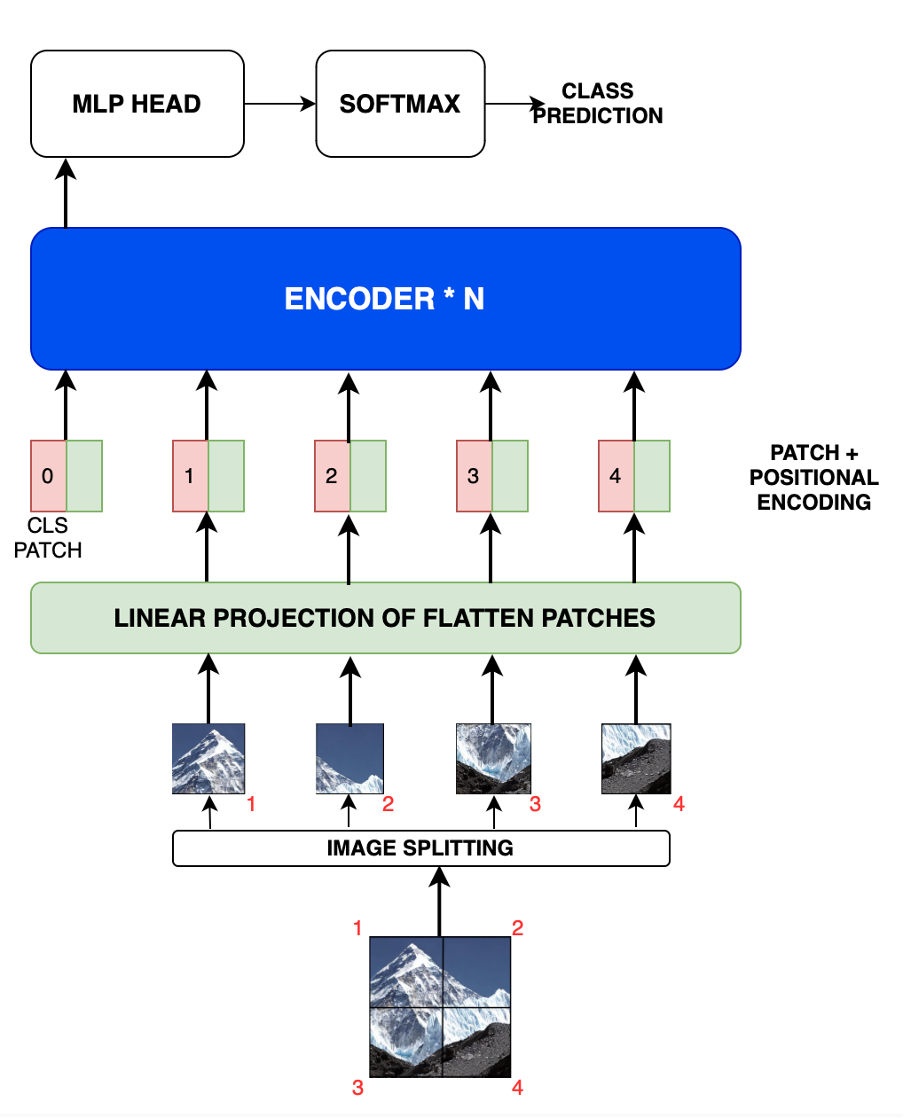 MLP HEAD
SOFTMAX
CLASS
PREDICTION
ENCODER * N
0
1
2
3
4
CLS
PATCH
PATCH +
POSITIONAL
ENCODING
LINEAR PROJECTION OF FLATTEN PATCHES
1
2
3
4
IMAGE SPLITTING
1
2
3
4